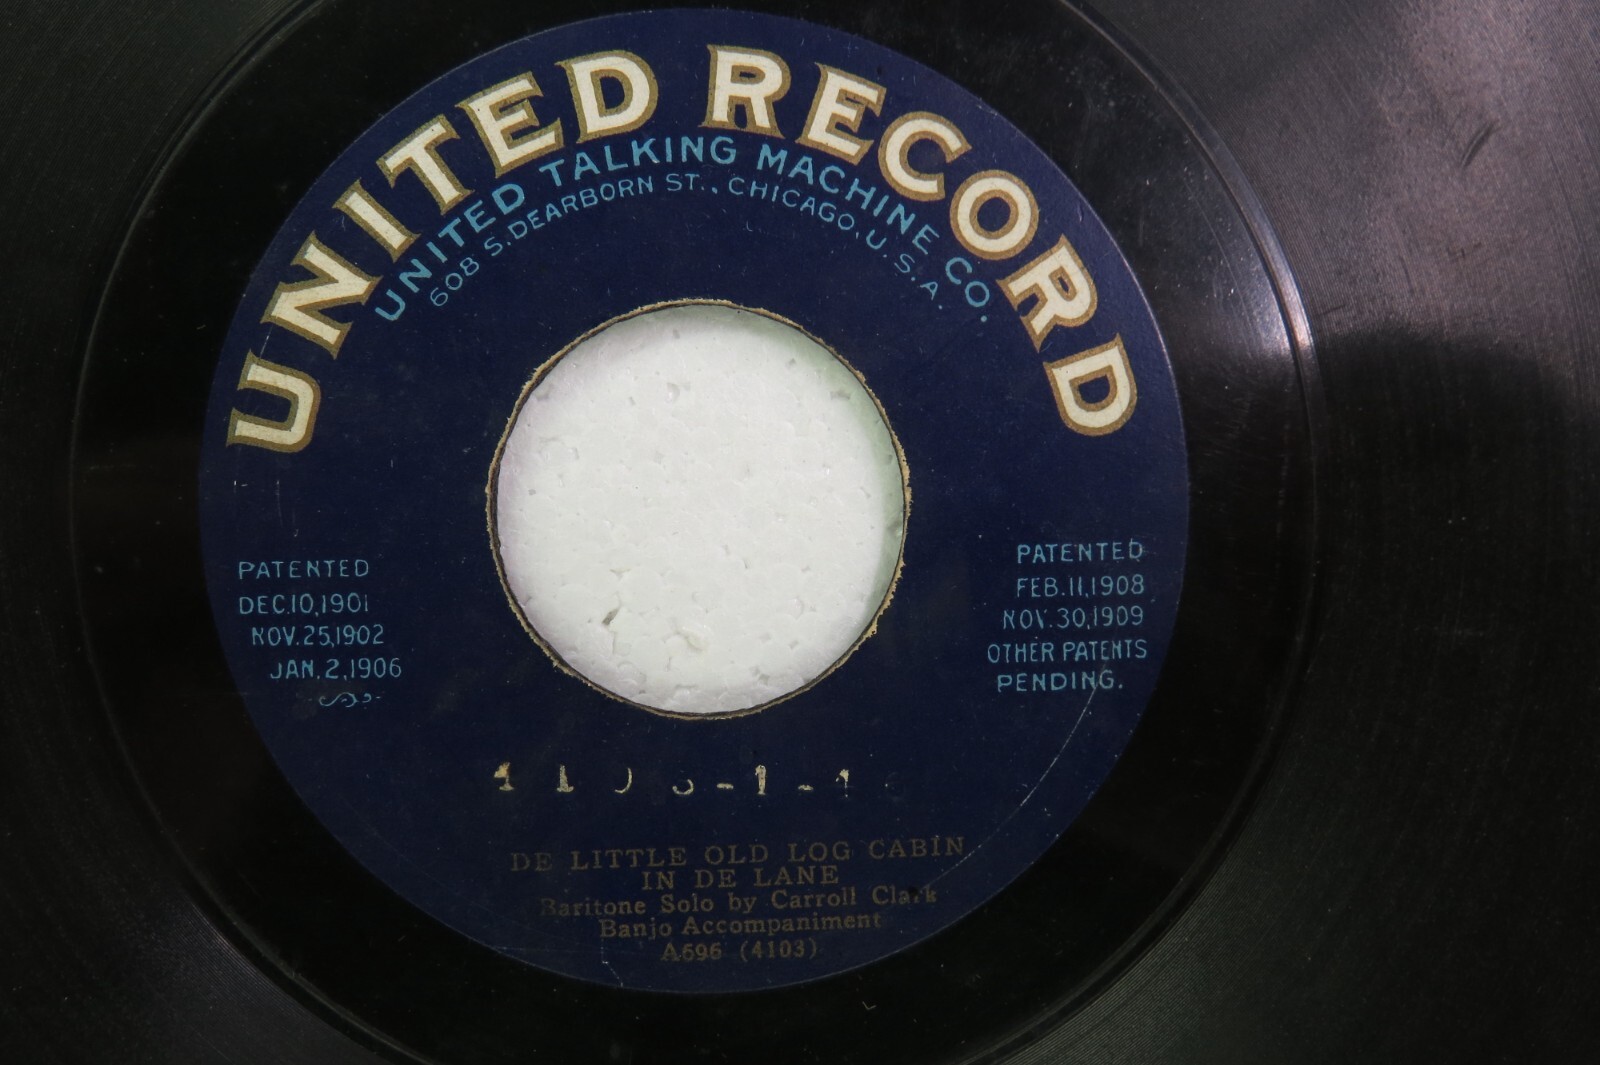 UNITED RECORD
UNITED TALKING MACHINE CO.
608 S. DEARBORN ST., CHICAGO, U.S.A.
PATENTED
DEC.10,1901
NOV.25,1902
JAN.2,1906
PATENTED
FEB.11,1908
NOV.30,1909
OTHER PATENTS
PENDING.
DE LITTLE OLD LOG CABIN
IN DE LANE
Baritone Solo by Carroll Clark
Banjo Accompaniment
A696 (4103)